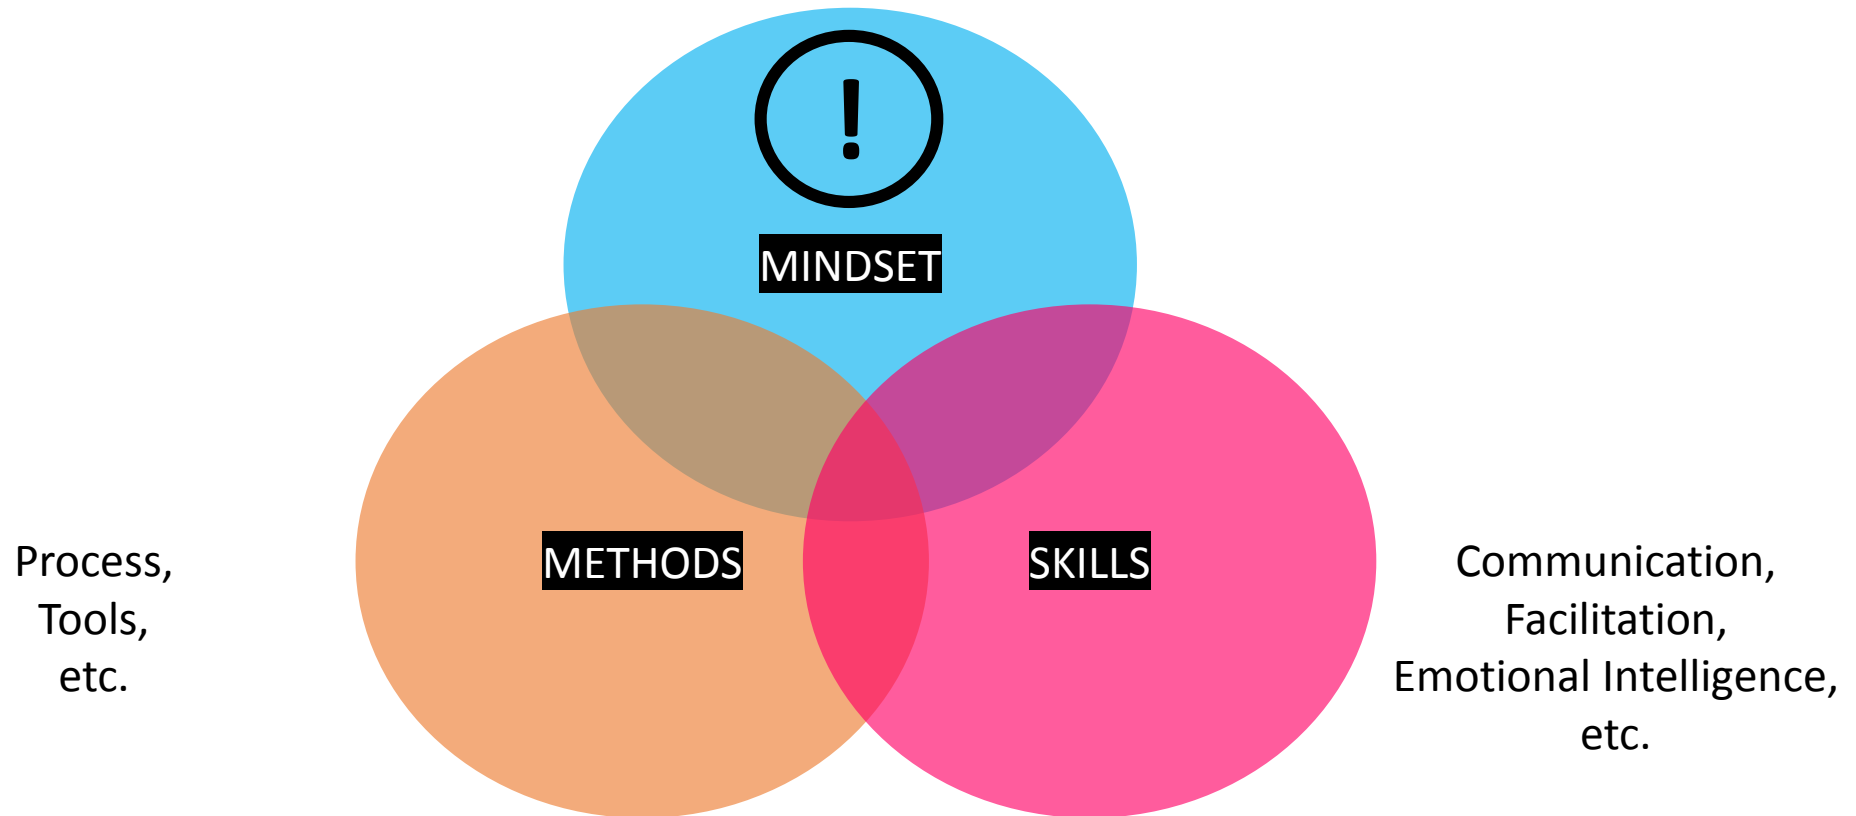 !
MINDSET
METHODS
SKILLS
Process,
Tools,
etc.
Communication,
Facilitation,
Emotional Intelligence,
etc.